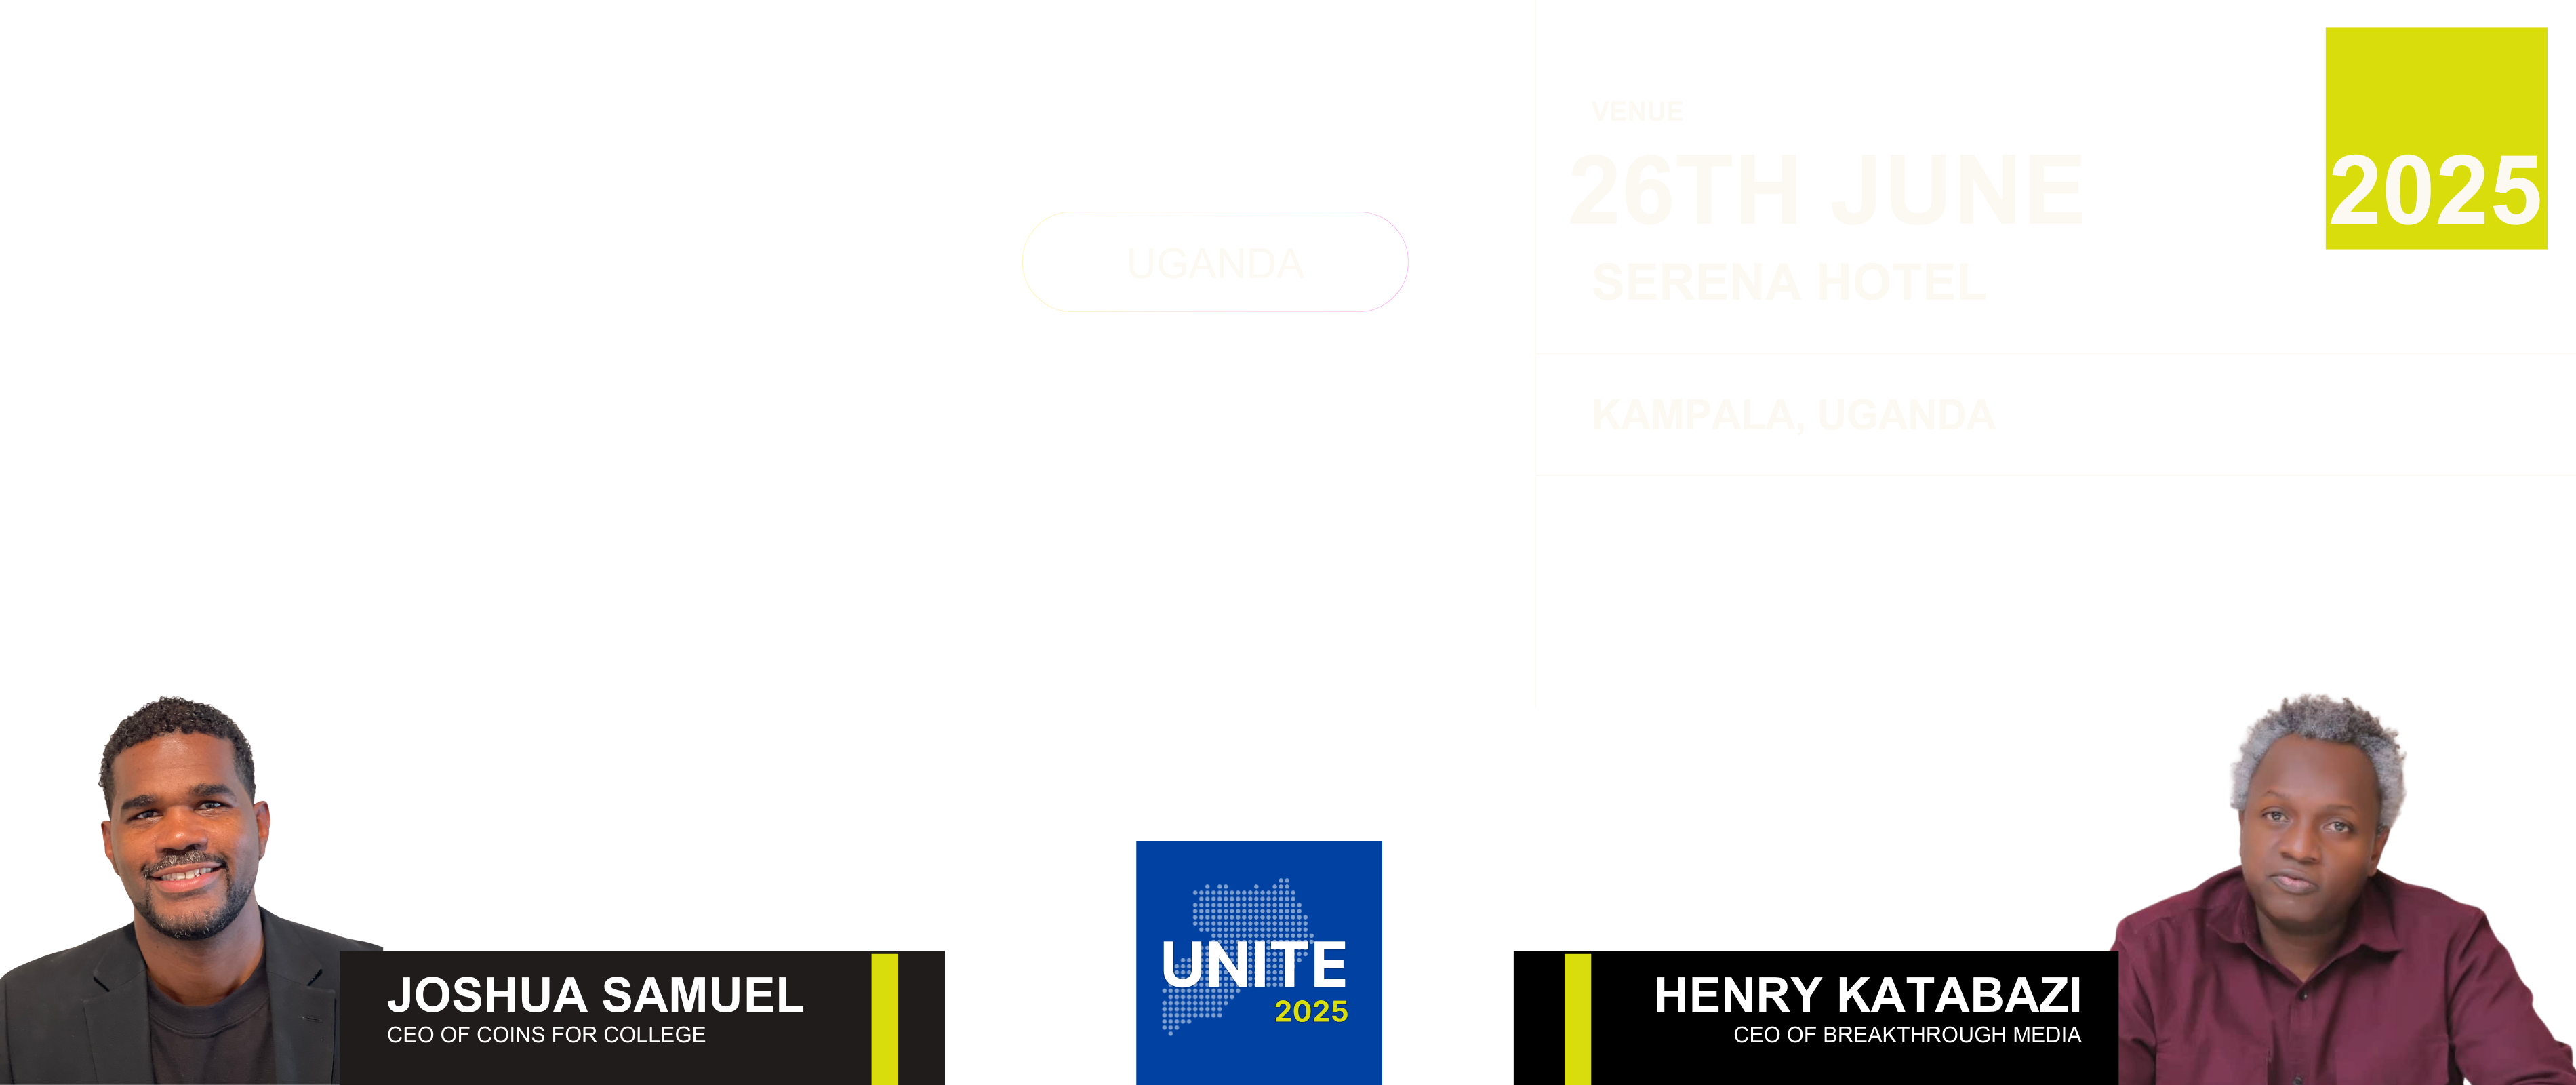 VENUE
26TH JUNE
2025
UGANDA
SERENA HOTEL
KAMPALA, UGANDA
JOSHUA SAMUEL
CEO OF COINS FOR COLLEGE
UNITE
2025
HENRY KATABAZI
CEO OF BREAKTHROUGH MEDIA